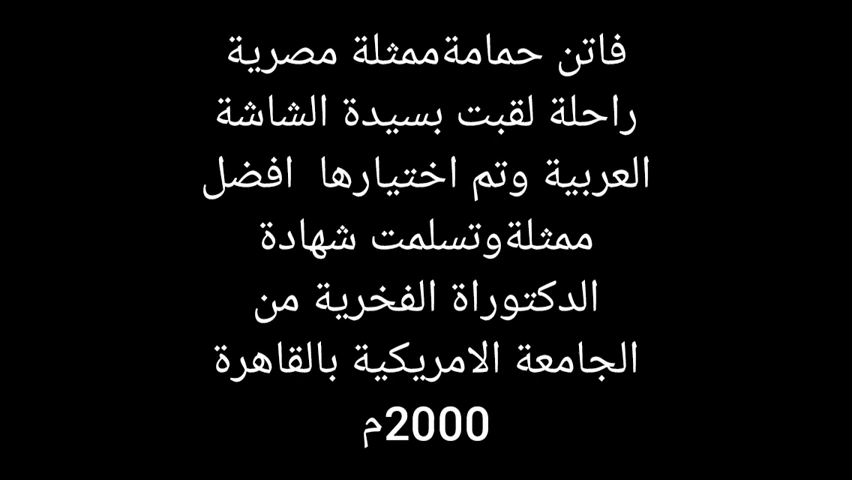 فاتن حمامةممثلة مصرية
راحلة لقبت بسيدة الشاشة
العربية وتم اختيارها  افضل
ممثلةوتسلمت شهادة
الدكتوراة الفخرية من
الجامعة الامريكية بالقاهرة
2000م